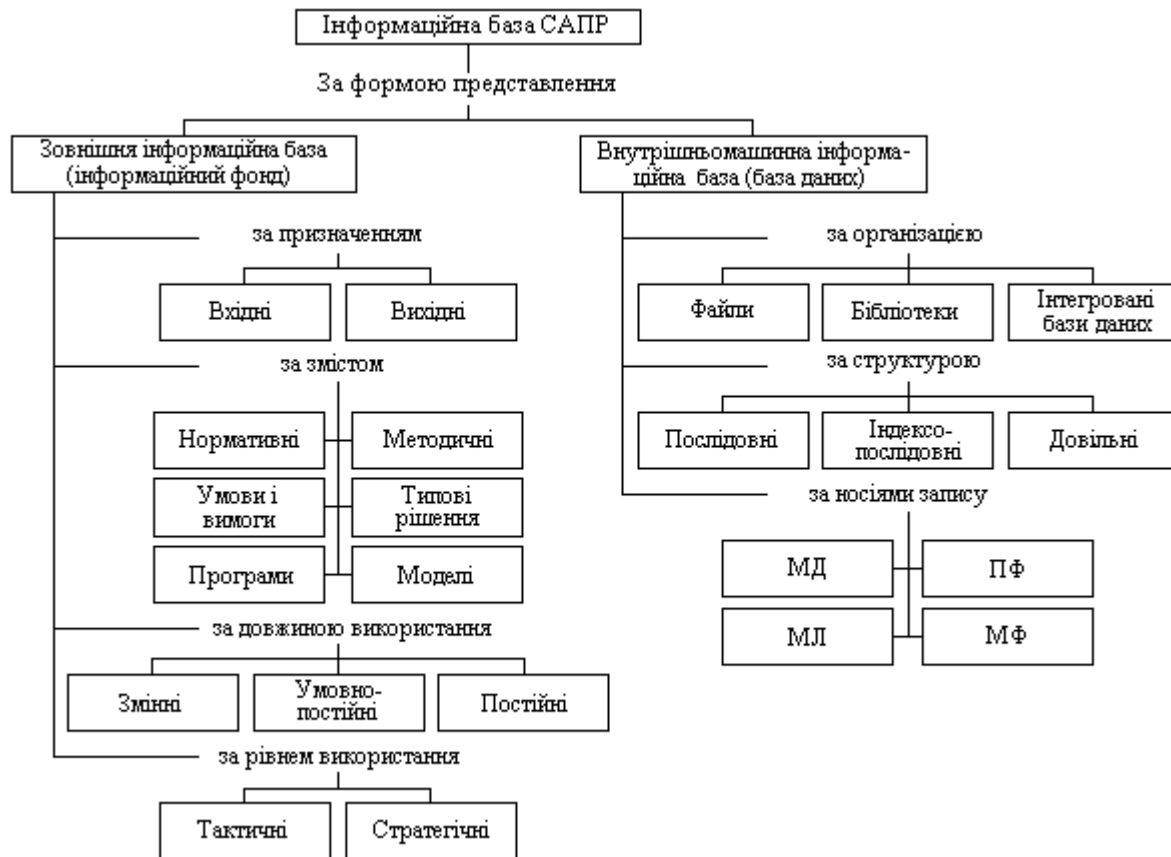 Інформаційна база САПР
За формою представлення
Зовнішня інформаційна база
(інформаційний фонд)
за призначенням
Вхідні
Вихідні
за змістом
Нормативні
Методичні
Умови і
вимоги
Типові
рішення
Програми
Моделі
за довжиною використання
Змінні
Умовно-
постійні
Постійні
за рівнем використання
Тактичні
Стратегічні
Внутрішньомашинна інформа-
ційна база (база даних)
за організацією
Файли
Бібліотеки
Інтегровані
бази даних
за структурою
Послідовні
Індексо-
послідовні
Довільні
за носіями запису
МД
ПФ
МЛ
МФ